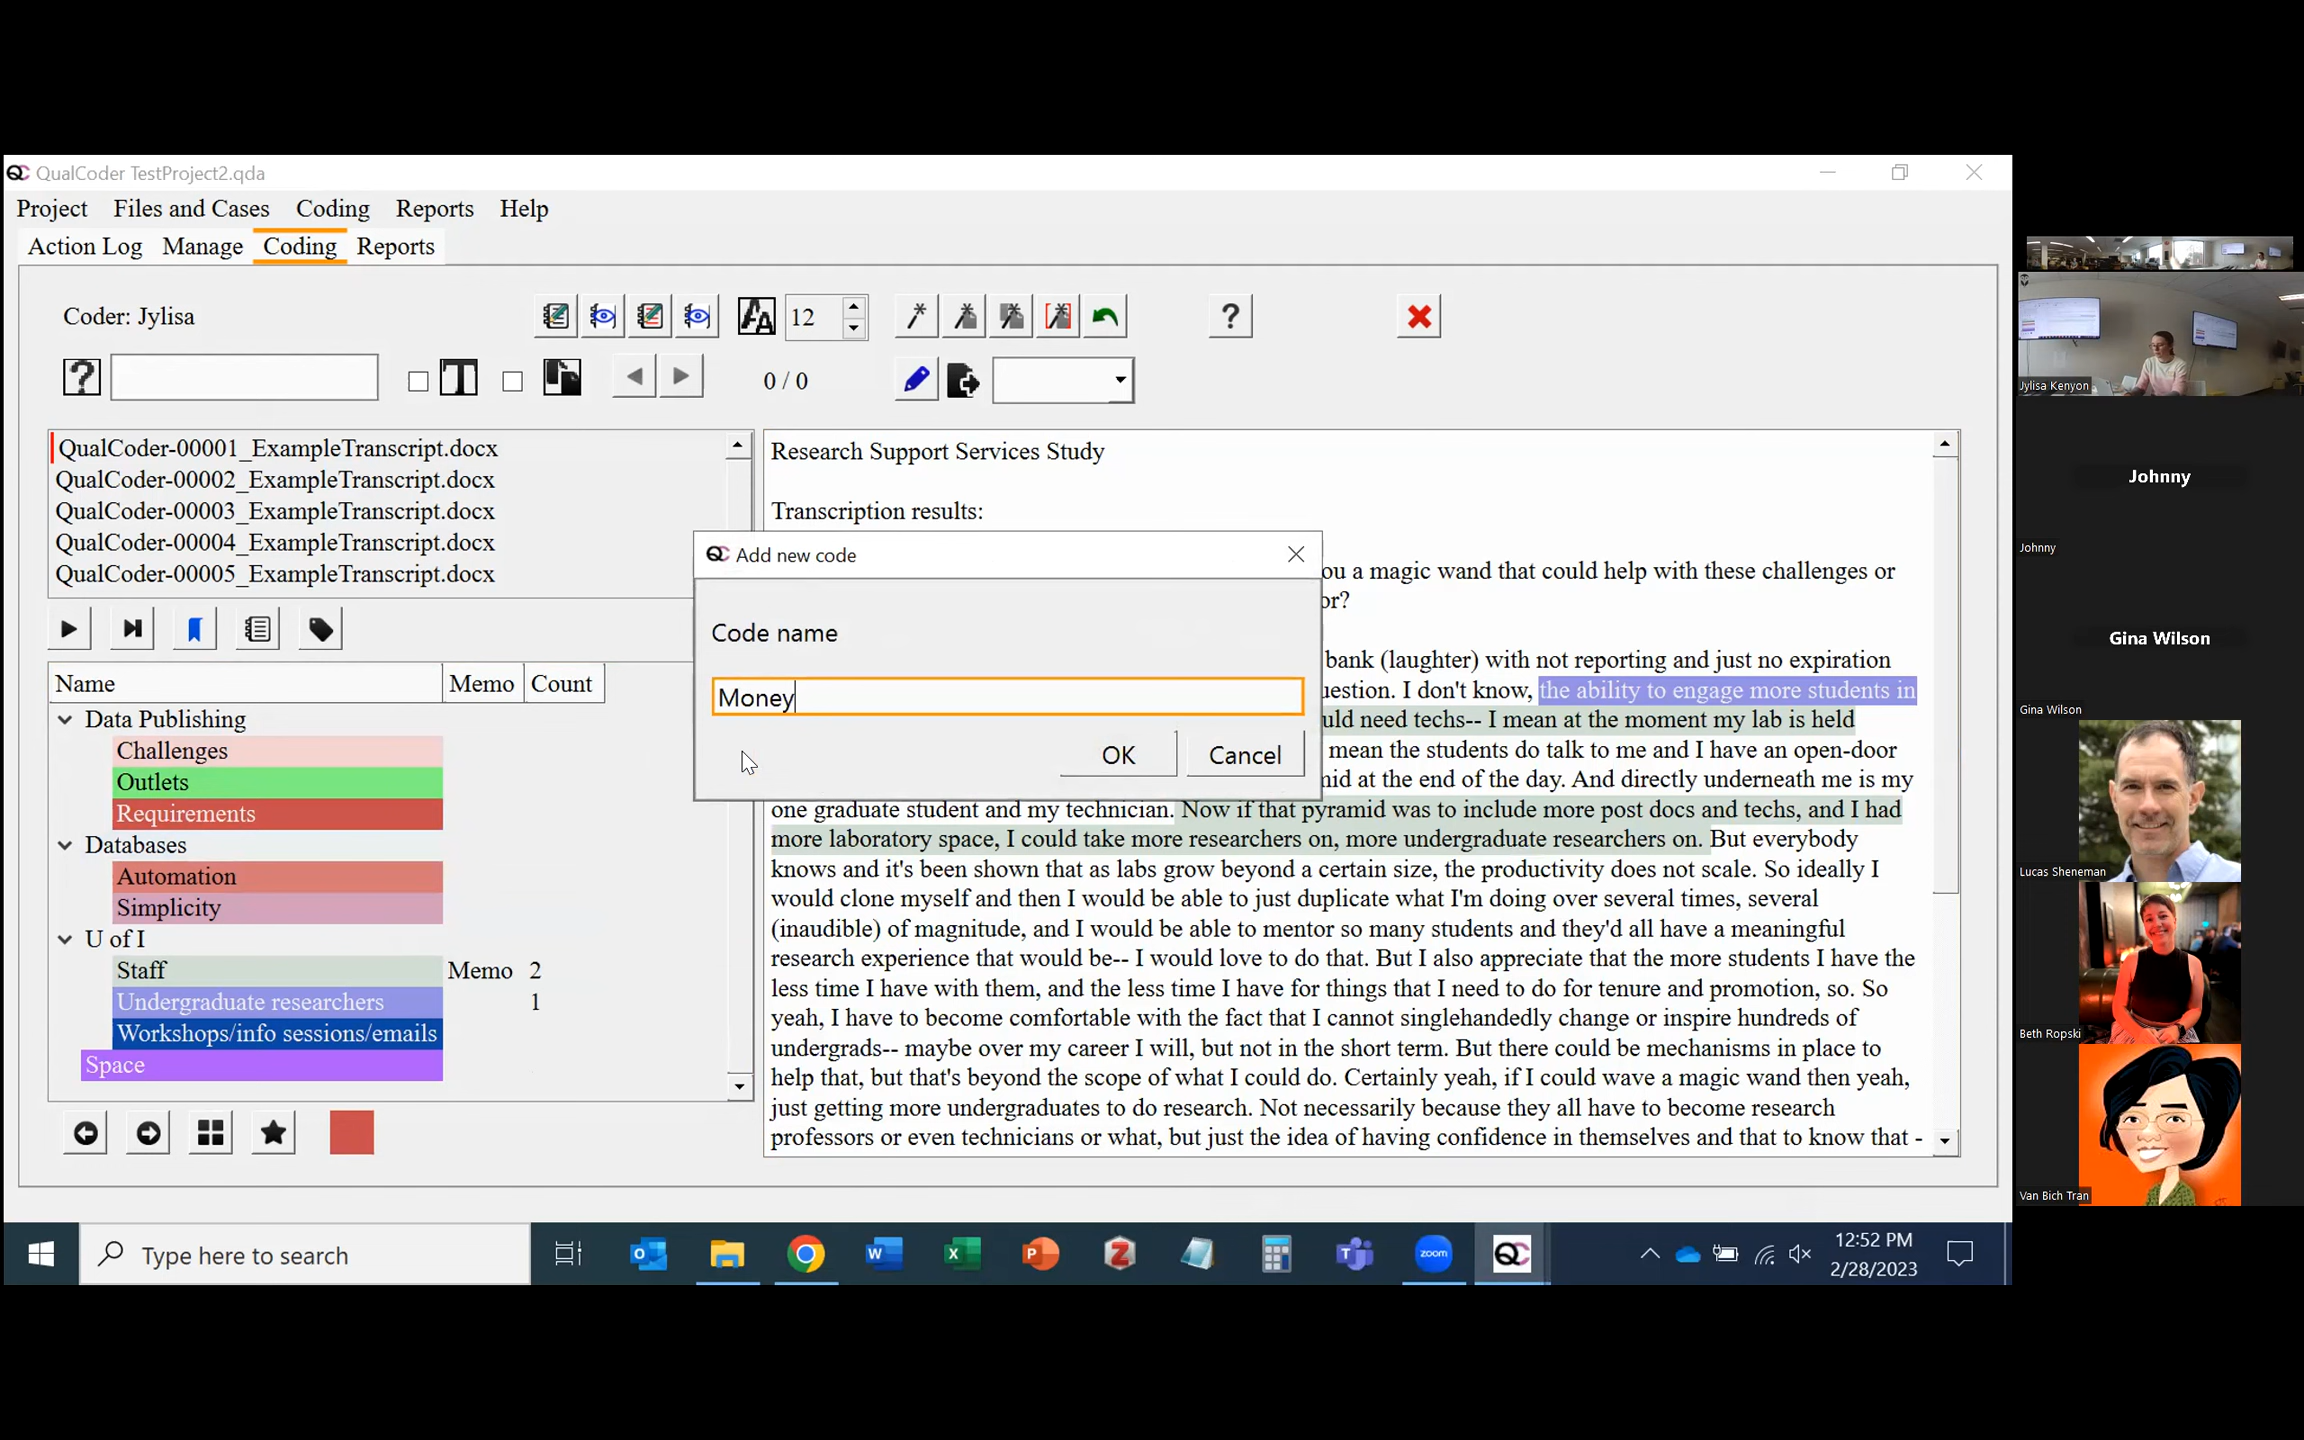 QualCoder TestProject2.qda
Project Files and Cases Coding Reports Help
Action Log Manage Coding Reports
Coder: Jylisa
12
0 / 0
QualCoder-00001_ExampleTranscript.docx
QualCoder-00002_ExampleTranscript.docx
QualCoder-00003_ExampleTranscript.docx
QualCoder-00004_ExampleTranscript.docx
QualCoder-00005_ExampleTranscript.docx
Name Memo Count
Data Publishing
Challenges
Outlets
Requirements
Databases
Automation
Simplicity
U of I
Staff Memo 2
Undergraduate researchers 1
Workshops/info sessions/emails
Space
Add new code
Code name
Money
OK Cancel
Research Support Services Study
Transcription results:
ou a magic wand that could help with these challenges or
or?
bank (laughter) with not reporting and just no expiration
estion. I don't know, the ability to engage more students in
uld need techs-- I mean at the moment my lab is held
mean the students do talk to me and I have an open-door
id at the end of the day. And directly underneath me is my
one graduate student and my technician. Now if that pyramid was to include more post docs and techs, and I had
more laboratory space, I could take more researchers on, more undergraduate researchers on. But everybody
knows and it's been shown that as labs grow beyond a certain size, the productivity does not scale. So ideally I
would clone myself and then I would be able to just duplicate what I'm doing over several times, several
(inaudible) of magnitude, and I would be able to mentor so many students and they'd all have a meaningful
research experience that would be-- I would love to do that. But I also appreciate that the more students I have the
less time I have with them, and the less time I have for things that I need to do for tenure and promotion, so. So
yeah, I have to become comfortable with the fact that I cannot singlehandedly change or inspire hundreds of
undergrads-- maybe over my career I will, but not in the short term. But there could be mechanisms in place to
help that, but that's beyond the scope of what I could do. Certainly yeah, if I could wave a magic wand then yeah,
just getting more undergraduates to do research. Not necessarily because they all have to become research
professors or even technicians or what, but just the idea of having confidence in themselves and that to know that -
Type here to search
zoom
12:52 PM
2/28/2023
Jylisa Kenyon
Johnny
Johnny
Gina Wilson
Gina Wilson
Lucas Sheneman
Beth Ropski
Van Bich Tran